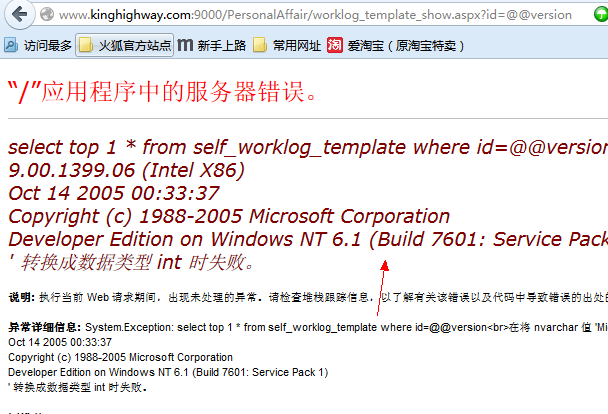 www.kinghighway.com:9000/PersonalAffair/worklog_template_show.aspx?id=@@version
访问最多 火狐官方站点 新手上路 常用网址 淘 爱淘宝（原淘宝特卖）
“/”应用程序中的服务器错误。
select top 1 * from self_worklog_template where id=@@version
9.00.1399.06 (Intel X86)
Oct 14 2005 00:33:37
Copyright (c) 1988-2005 Microsoft Corporation
Developer Edition on Windows NT 6.1 (Build 7601: Service Pack
' 转换成数据类型 int 时失败。
说明: 执行当前 Web 请求期间，出现未处理的异常。请检查堆栈跟踪信息，以了解有关该错误以及代码中导致错误的出处的
异常详细信息: System.Exception: select top 1 * from self_worklog_template where id=@@version<br>在将 nvarchar 值 'Mi
Oct 14 2005 00:33:37
Copyright (c) 1988-2005 Microsoft Corporation
Developer Edition on Windows NT 6.1 (Build 7601: Service Pack 1)
' 转换成数据类型 int 时失败。